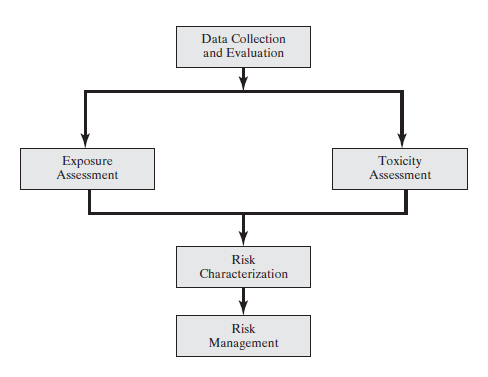 Data Collection
and Evaluation
Exposure
Assessment
Toxicity
Assessment
Risk
Characterization
Risk
Management